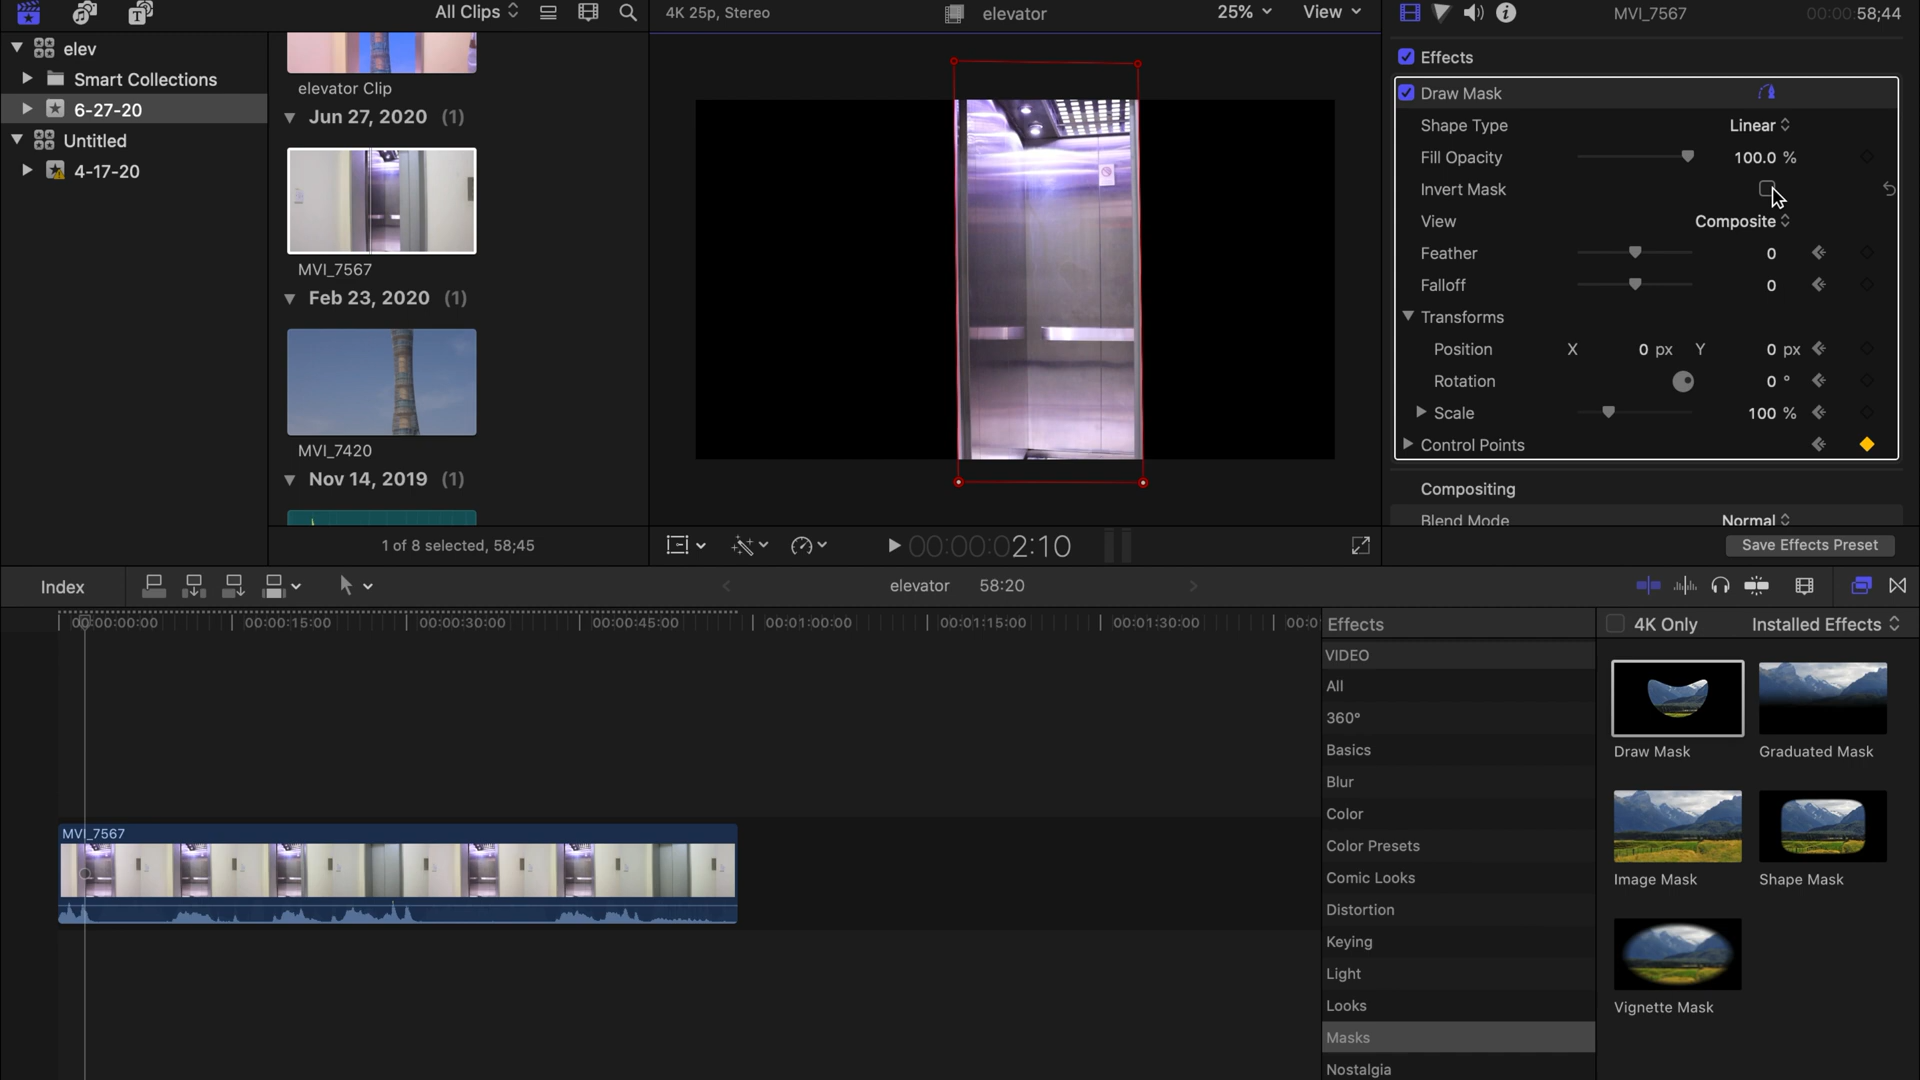 All Clips
4K 25p, Stereo
elevator
25%
View
MVI_7567
00:00:00:58;44
elev
Smart Collections
6-27-20
Untitled
4-17-20
elevator Clip
Jun 27, 2020 (1)
MVI_7567
Feb 23, 2020 (1)
MVI_7420
Nov 14, 2019 (1)
1 of 8 selected, 58;45
00:00:02:10
Effects
Draw Mask
Shape Type Linear
Fill Opacity 100.0 %
Invert Mask
View Composite
Feather 0
Falloff 0
Transforms
Position X 0 px Y 0 px
Rotation 0 °
Scale 100 %
Control Points
Compositing
Blend Mode Normal
Save Effects Preset
Index
elevator 58:20
00:00:00:00 00:00:15:00 00:00:30:00 00:00:45:00 00:01:00:00 00:01:15:00 00:01:30:00 00:0
MVI_7567
Effects
4K Only
Installed Effects
VIDEO
All
360°
Basics
Blur
Color
Color Presets
Comic Looks
Distortion
Keying
Light
Looks
Masks
Nostalgia
Draw Mask
Graduated Mask
Image Mask
Shape Mask
Vignette Mask